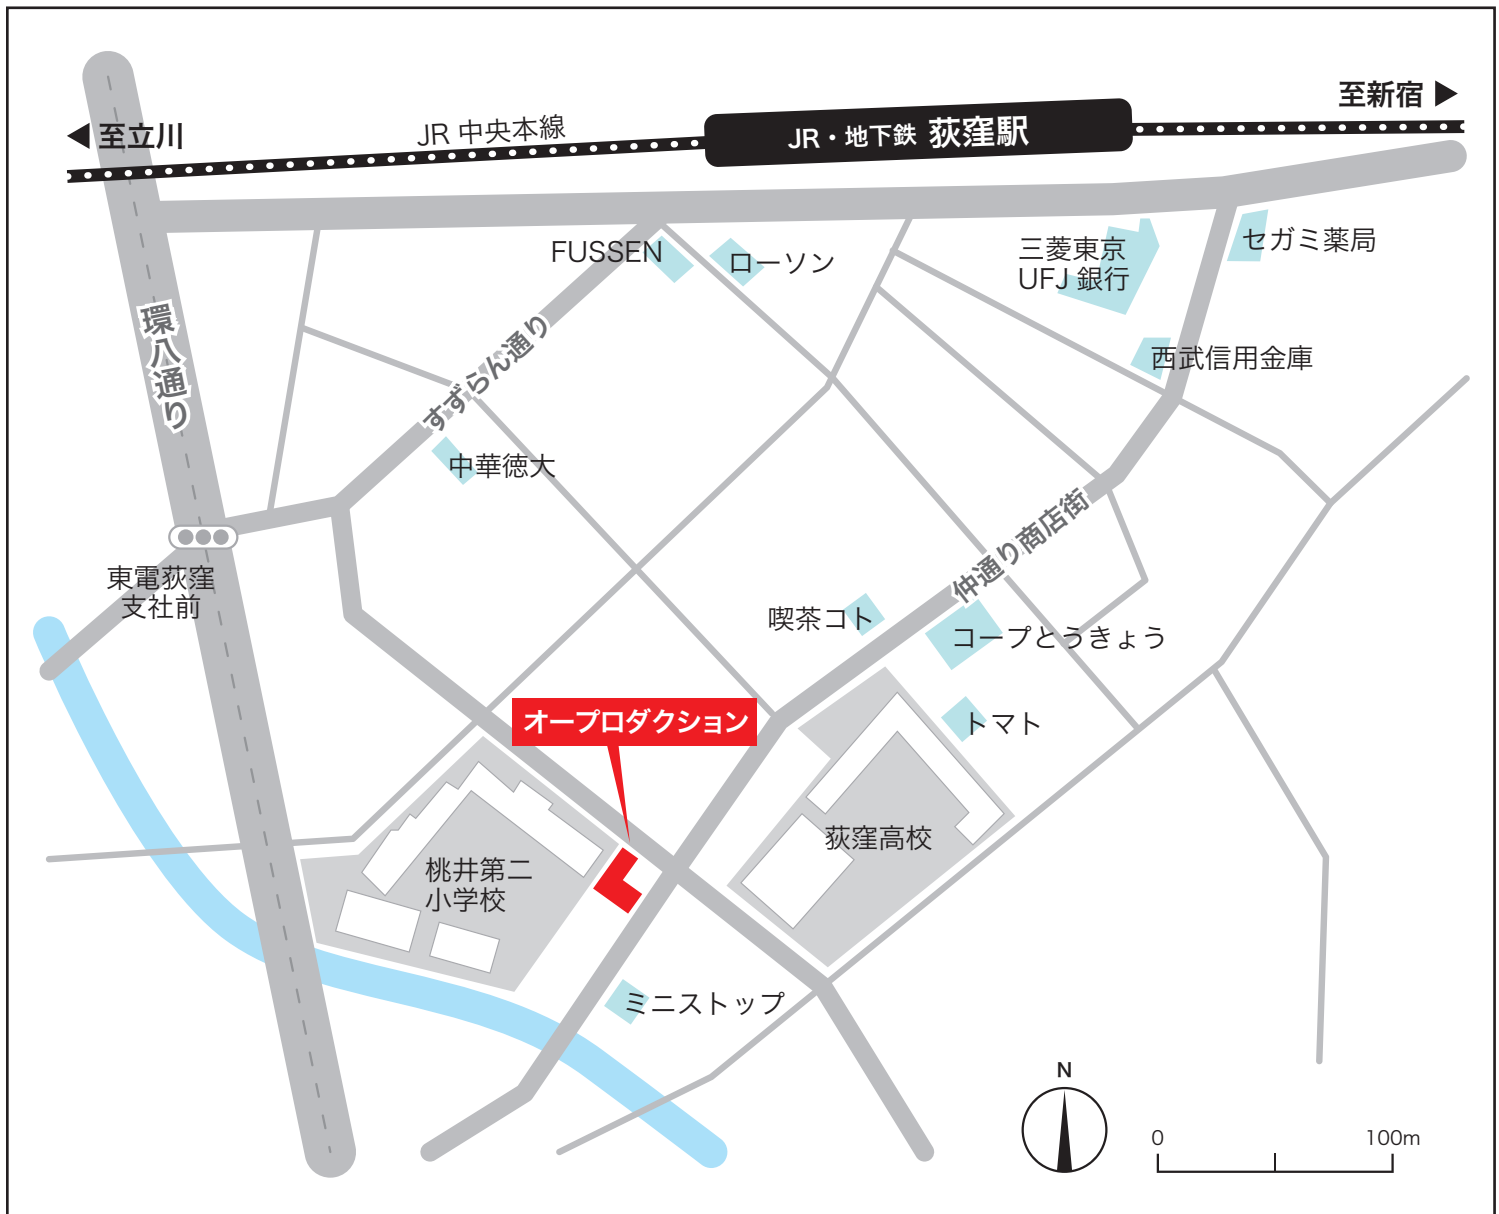 至新宿 ▶
◀ 至立川
JR 中央本線
JR・地下鉄 荻窪駅
FUSSEN
ローソン
三菱東京
UFJ 銀行
セガミ薬局
環八通り
すずらん通り
西武信用金庫
中華徳大
仲通り商店街
東電荻窪
支社前
喫茶コト
コープとうきょう
オープロダクション
トマト
荻窪高校
桃井第二
小学校
ミニストップ
N
0
100m